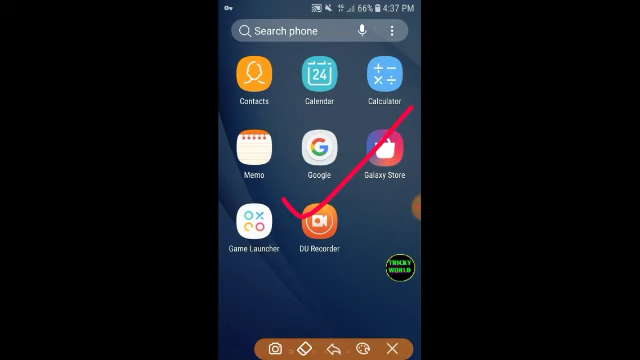 66% 4:37 PM
Search phone
24
Contacts Calendar Calculator
Memo Google Galaxy Store
Game Launcher DU Recorder
TRICKY
WORLD